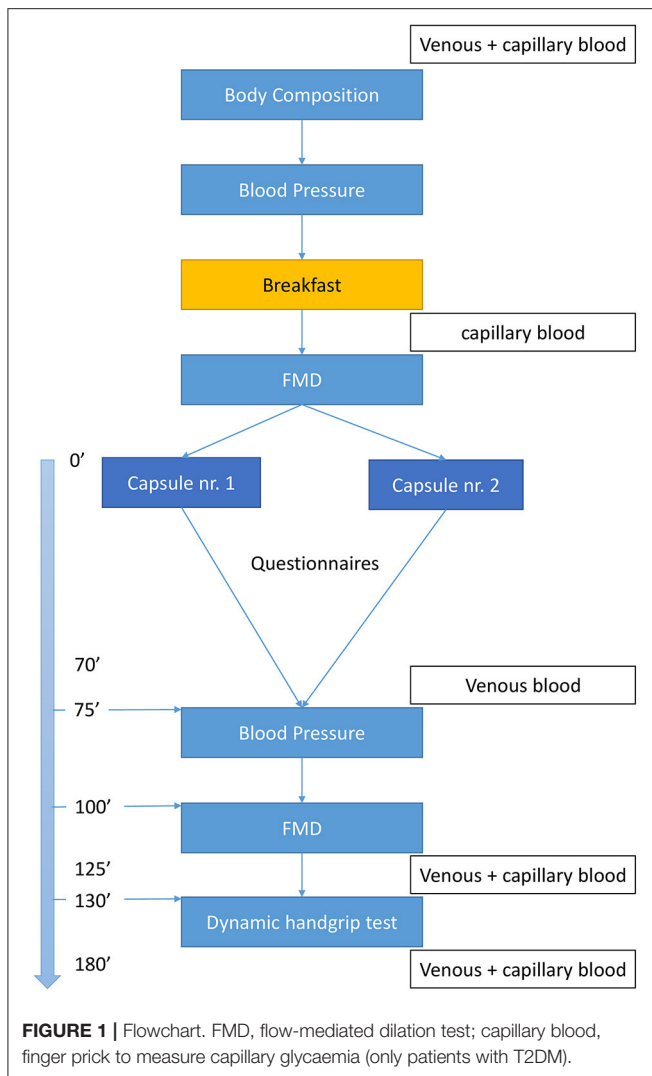 Venous + capillary blood
Body Composition
Blood Pressure
Breakfast
capillary blood
FMD
0'
Capsule nr. 1
Capsule nr. 2
Questionnaires
70'
Venous blood
75'
Blood Pressure
100'
FMD
125'
Venous + capillary blood
130'
Dynamic handgrip test
180'
Venous + capillary blood
FIGURE 1 | Flowchart. FMD, flow-mediated dilation test; capillary blood,
finger prick to measure capillary glycaemia (only patients with T2DM).